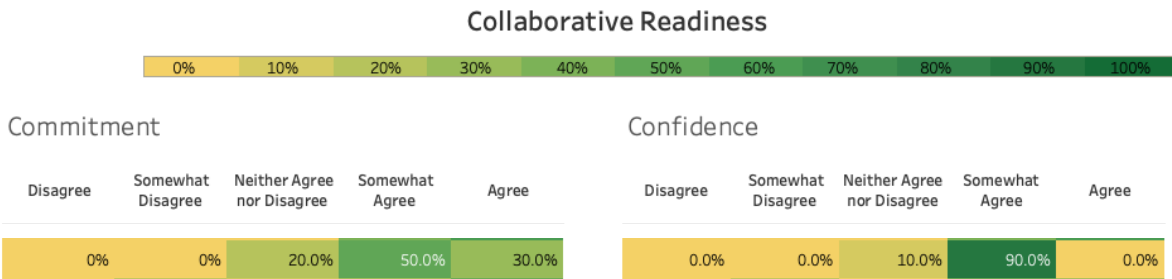 Collaborative Readiness
0% 10% 20% 30% 40% 50% 60% 70% 80% 90% 100%
Commitment
Disagree
Somewhat
Disagree
Neither Agree
nor Disagree
Somewhat
Agree
Agree
0% 0% 20.0% 50.0% 30.0%
Confidence
Disagree
Somewhat
Disagree
Neither Agree
nor Disagree
Somewhat
Agree
Agree
0.0% 0.0% 10.0% 90.0% 0.0%